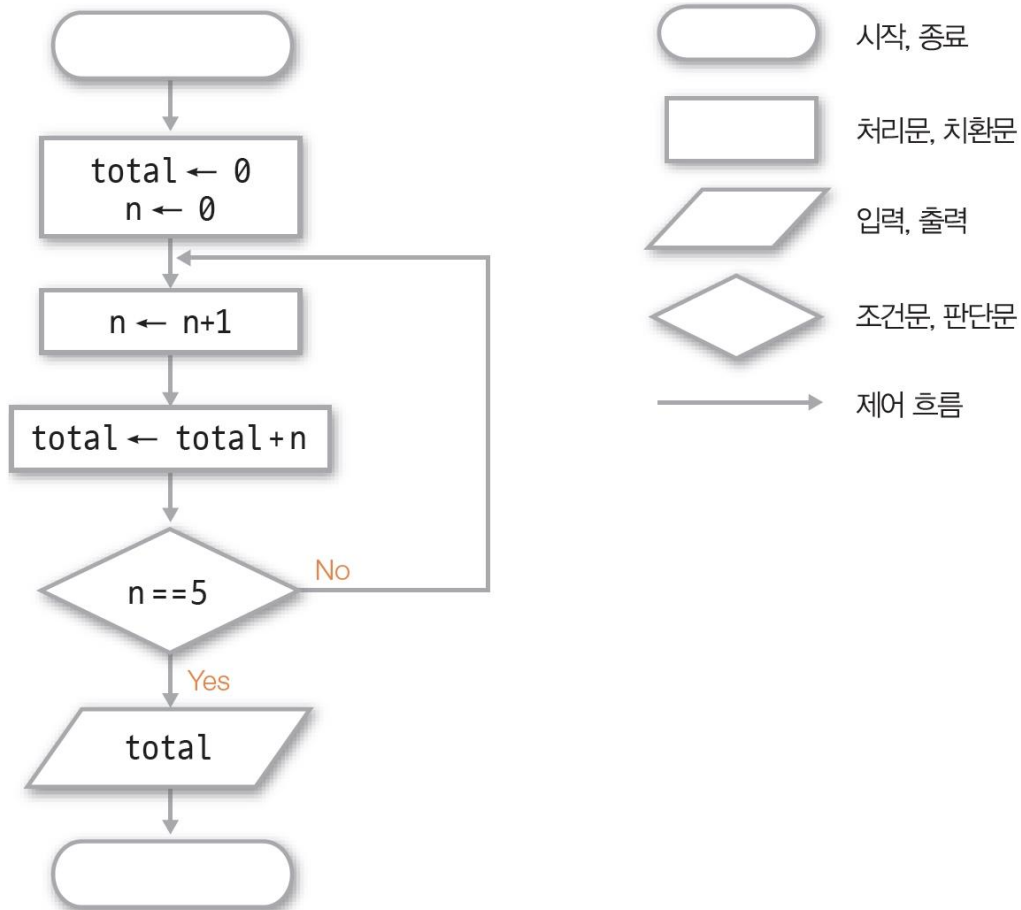 total ← 0
n ← 0
n ← n+1
total ← total+n
n==5
No
Yes
total
시작, 종료
처리문, 치환문
입력, 출력
조건문, 판단문
제어 흐름